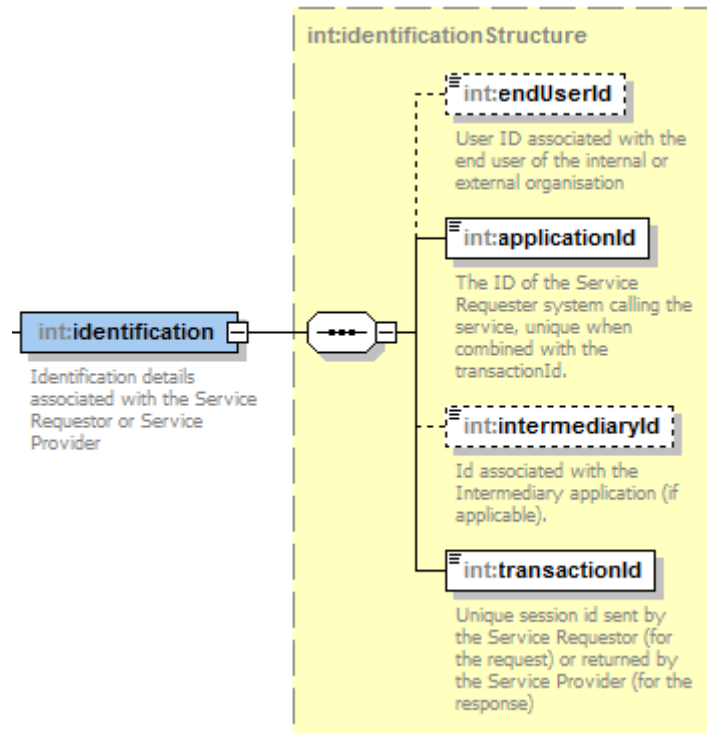 int:identificationStructure
int:endUserId
User ID associated with the
end user of the internal or
external organisation
int:applicationId
The ID of the Service
Requester system calling the
service, unique when
combined with the
transactionId.
int:identification
Identification details
associated with the Service
Requestor or Service
Provider
int:intermediaryId
Id associated with the
Intermediary application (if
applicable).
int:transactionId
Unique session id sent by
the Service Requestor (for
the request) or returned by
the Service Provider (for the
response)